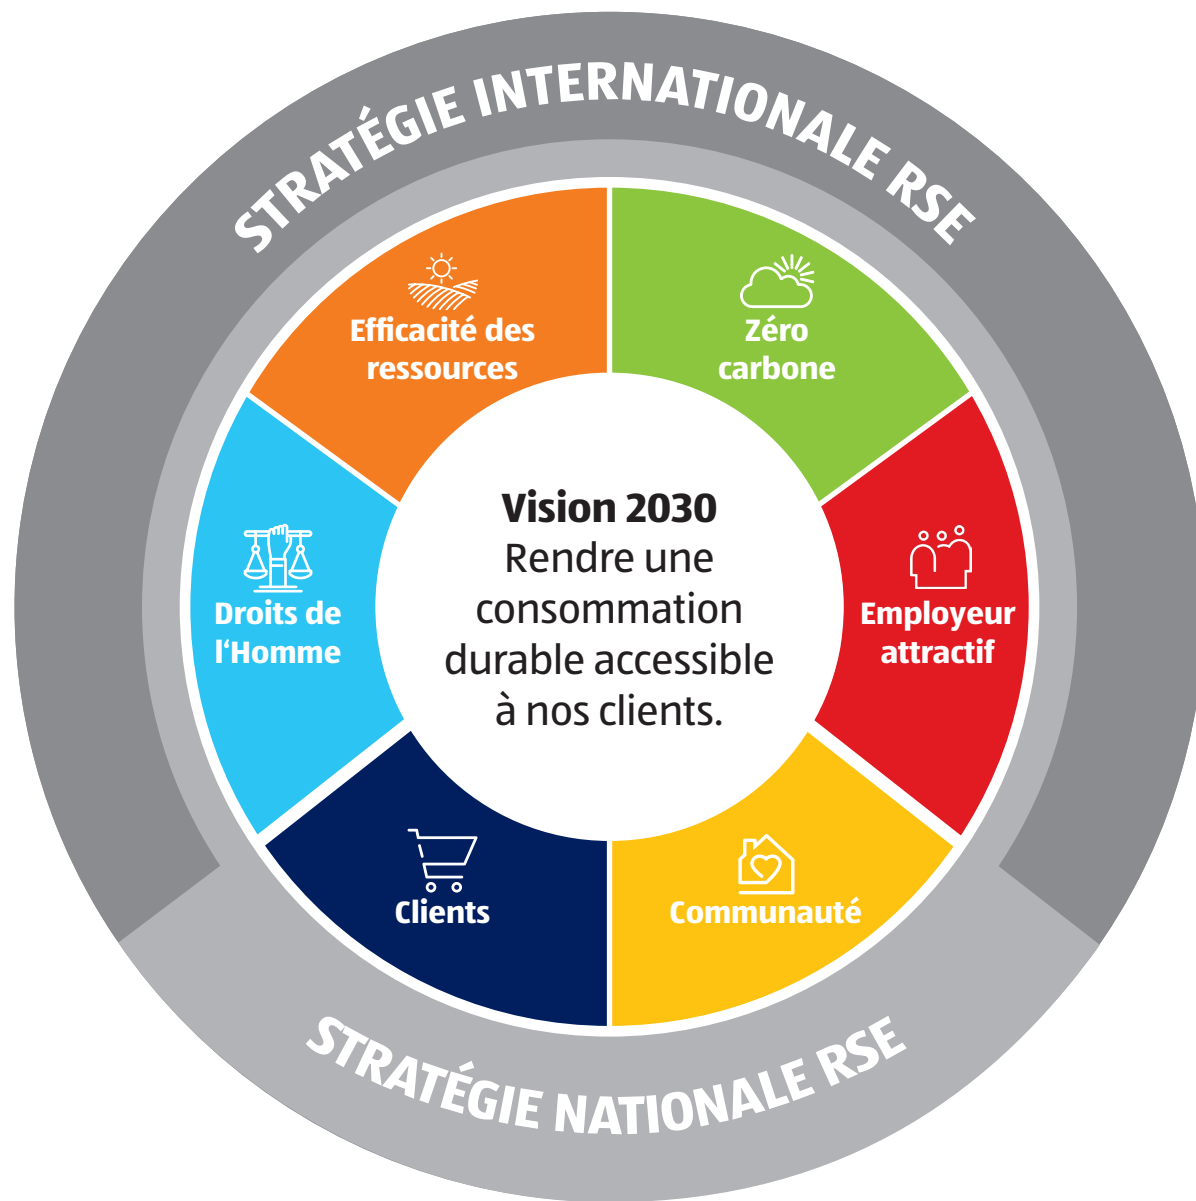 STRATÉGIE INTERNATIONALE RSE
Efficacité des
ressources
Zéro
carbone
Droits de
l‘Homme
Vision 2030
Rendre une
consommation
durable accessible
à nos clients.
Employeur
attractif
Clients
Communauté
STRATÉGIE NATIONALE RSE